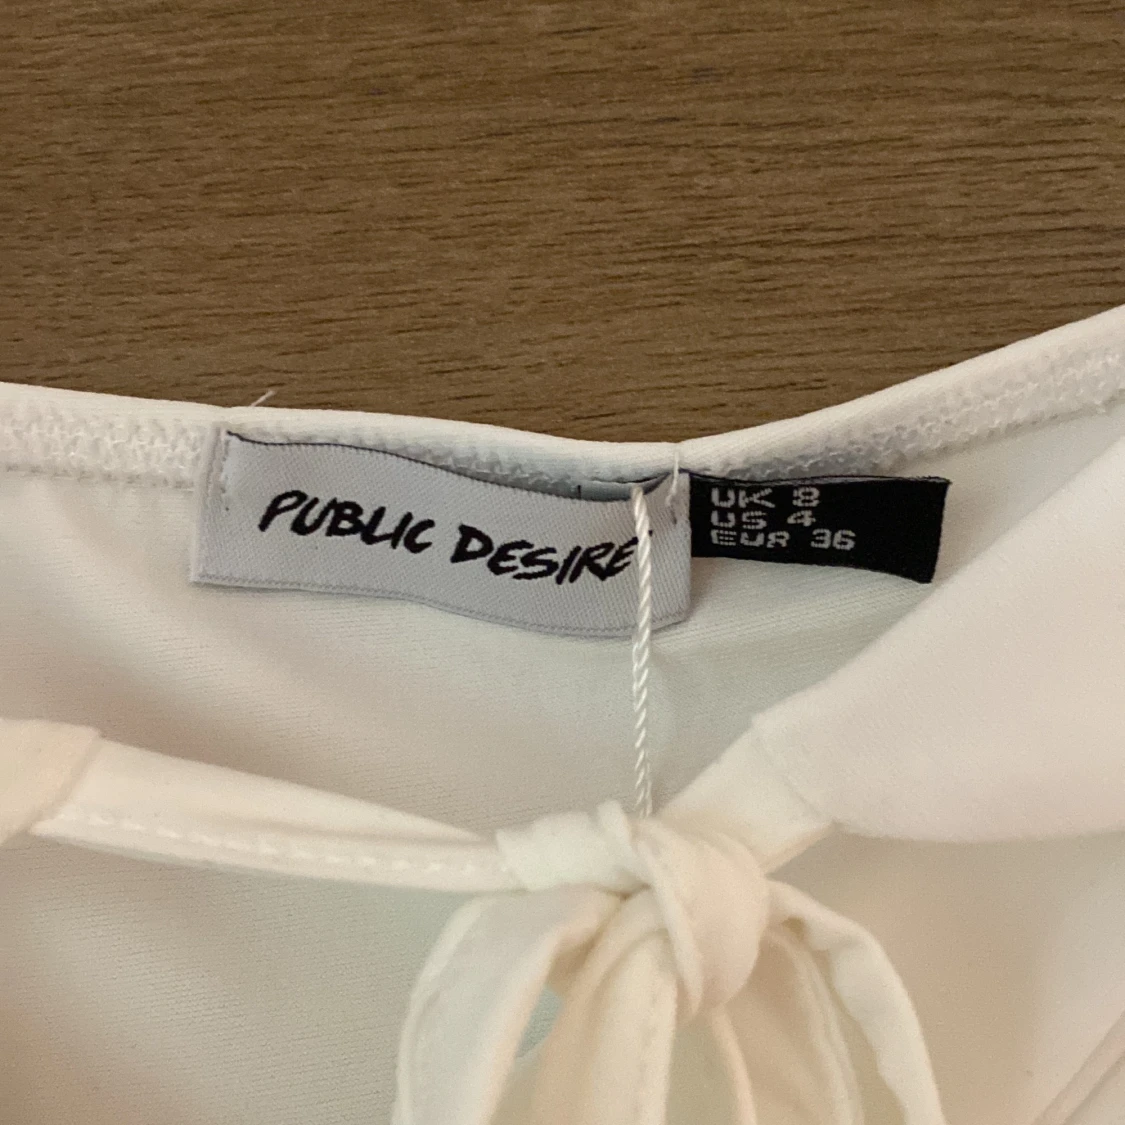 PUBLIC DESIRE
UK 8
US 4
EUR 36